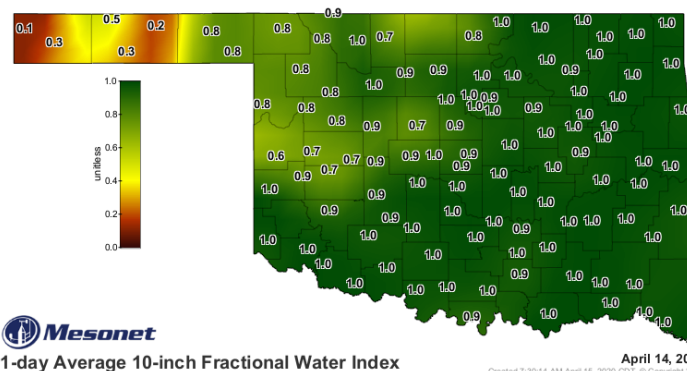 0.9
0.1 0.5 0.2 0.8 0.8 1.0 1.0 1.0 1.0
0.3 0.3 0.8 0.8 1.0 0.7 0.8 1.0 1.0 1.0
0.8 0.9 0.9 1.0 1.0 0.9 1.0 1.0
1.0 0.8 1.0 1.0 0.9 1.0 1.0
0.8 0.8 1.0 1.0 0.9
0.8 0.9 0.7 0.9 1.0 1.0 1.0 1.0
0.6 0.7 0.7 0.9 0.9 1.0 0.9 1.0 0.9
0.9 0.7 0.9 1.0 1.0 1.0 1.0
1.0 0.9 1.0 1.0 1.0 1.0 1.0
0.9 0.9 1.0 1.0 1.0 1.0 1.0 1.0 1.0
1.0 1.0 1.0 0.9 1.0
1.0 1.0 1.0 1.0 1.0
1.0 1.0 0.9 1.0 1.0 1.0
1.0 1.0 1.0 1.0 1.0
0.9 1.0 1.0 1.0
1.0
0.8
0.6
0.4
0.2
0.0
unitless
Mesonet
1-day Average 10-inch Fractional Water Index
April 14, 20